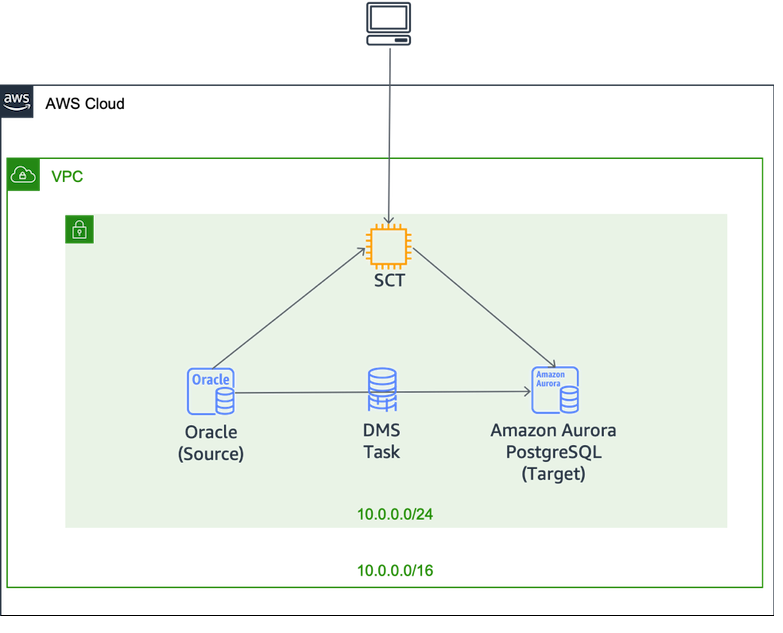 aws
AWS Cloud
VPC
SCT
Oracle
Oracle
(Source)
DMS
Task
Amazon
Aurora
Amazon Aurora
PostgreSQL
(Target)
10.0.0.0/24
10.0.0.0/16